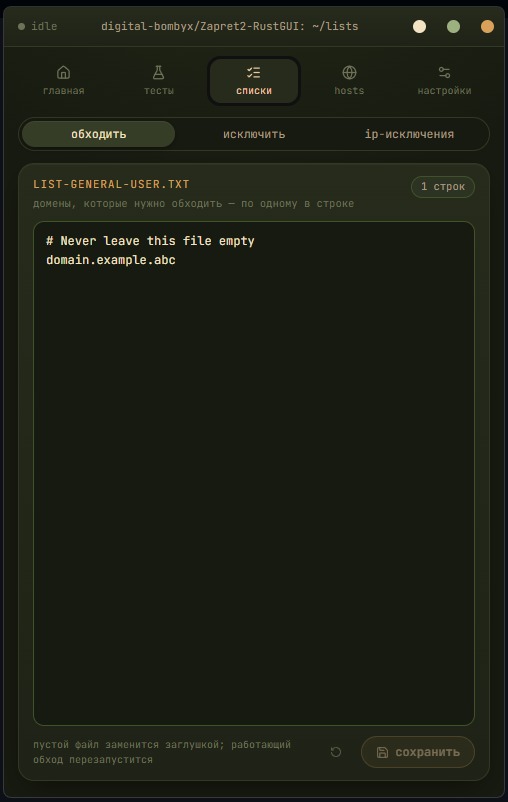 idle
digital-bombyx/Zapret2-RustGUI: ~/lists
главная
тесты
списки
hosts
настройки
обходить
исключить
ip-исключения
LIST-GENERAL-USER.TXT
1 строк
домены, которые нужно обходить — по одному в строке
# Never leave this file empty
domain.example.abc
пустой файл заменится заглушкой; работающий
обход перезапустится
сохранить